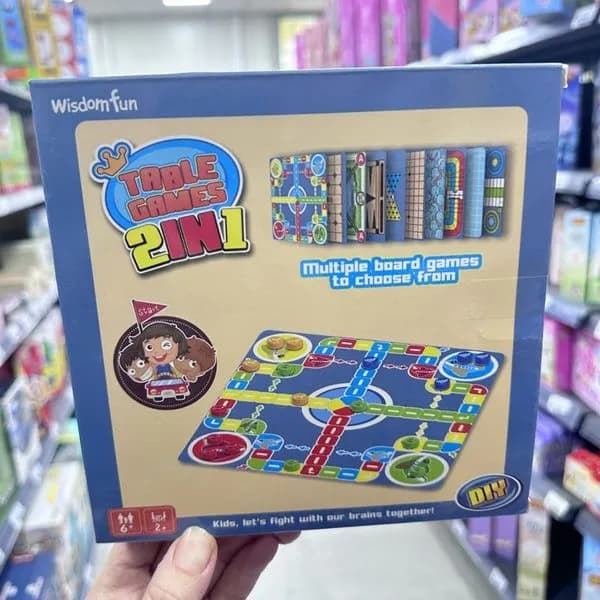 Wisdomfun
TABLE
GAMES
2IN1
Multiple board games
to choose from
Start
DIY
6+
2+
Kids, let's fight with our brains together!